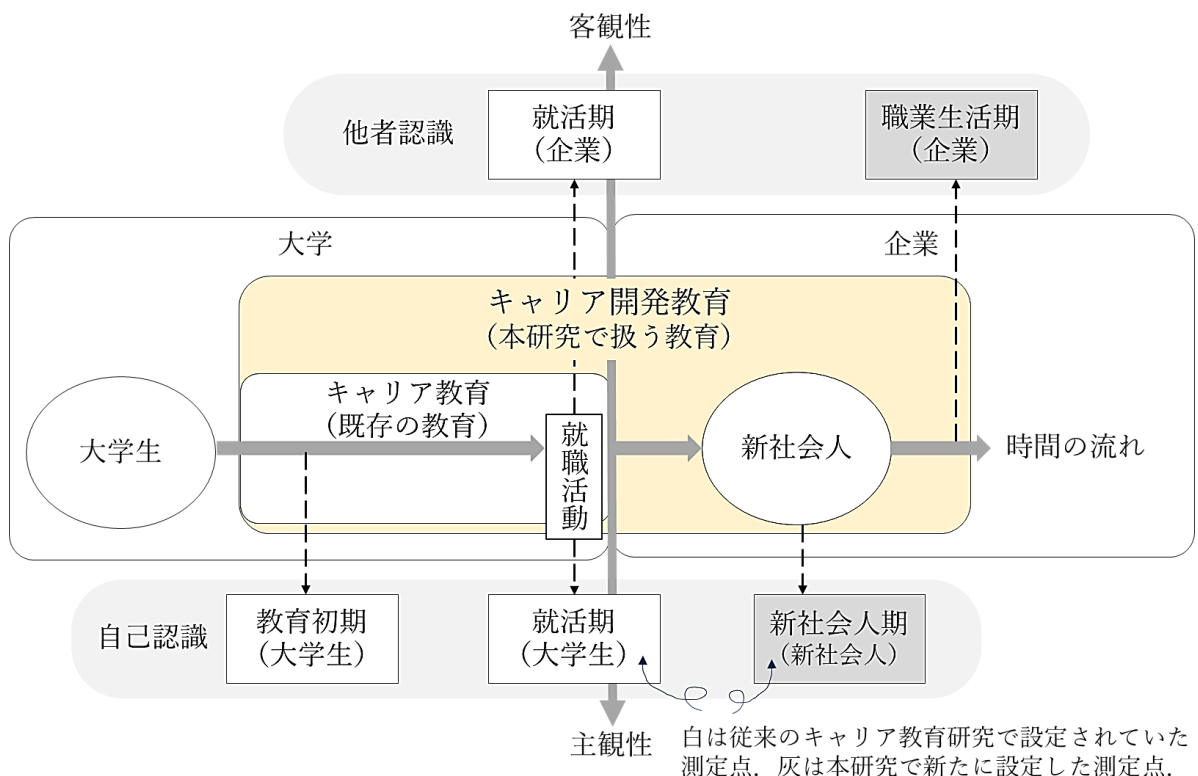 客観性
他者認識
就活期
（企業）
職業生活期
（企業）
大学
企業
キャリア開発教育
（本研究で扱う教育）
キャリア教育
（既存の教育）
大学生
就職活動
新社会人
時間の流れ
自己認識
教育初期
（大学生）
就活期
（大学生）
新社会人期
（新社会人）
主観性
白は従来のキャリア教育研究で設定されていた
測定点．灰は本研究で新たに設定した測定点．